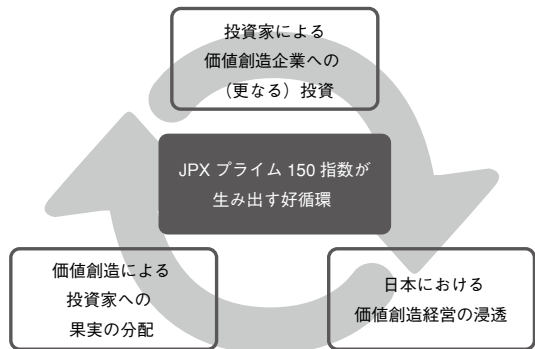 投資家による
価値創造企業への
（更なる）投資
JPX プライム 150 指数が
生み出す好循環
価値創造による
投資家への
果実の分配
日本における
価値創造経営の浸透